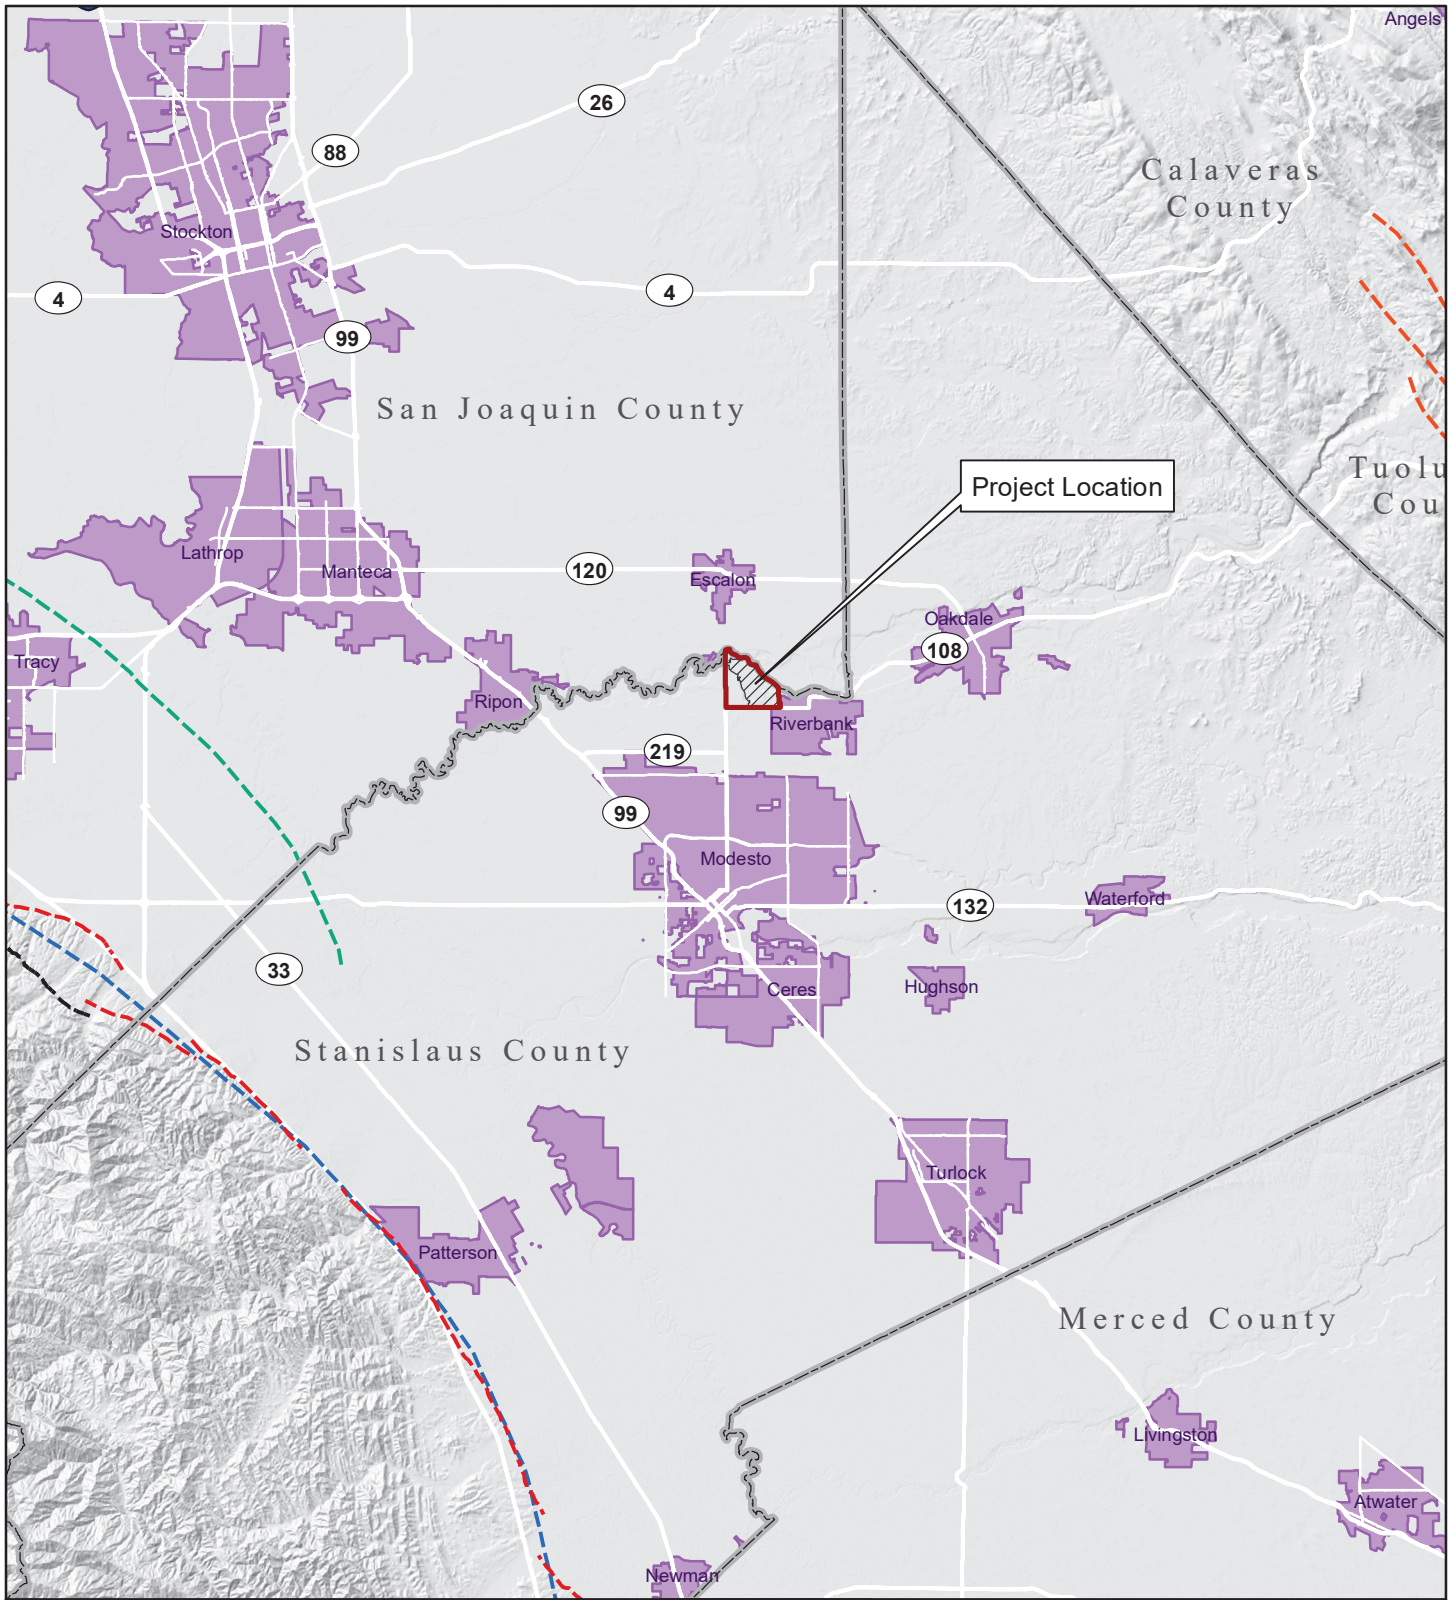 Angels
26
88
Calaveras
County
Stockton
4
4
99
San Joaquin County
Tuolu
Cou
Project Location
Lathrop
Manteca
120
Escalon
Oakdale
108
Tracy
Ripon
Riverbank
219
99
Modesto
Waterford
132
33
Ceres
Hughson
Stanislaus County
Turlock
Patterson
Merced County
Livingston
Atwater
Newman